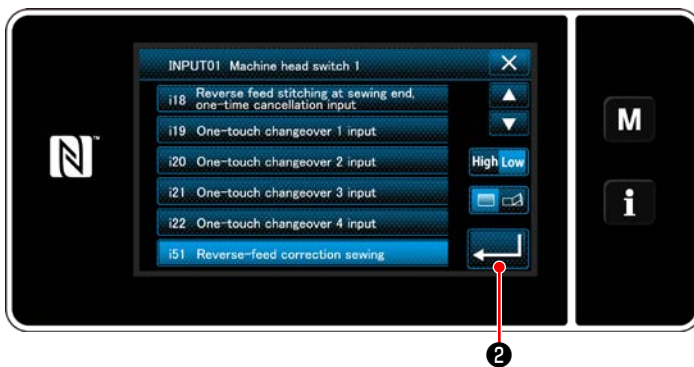 INPUT01 Machine head switch 1
i18 Reverse feed stitching at sewing end,
one-time cancellation input
i19 One-touch changeover 1 input
i20 One-touch changeover 2 input
High Low
i21 One-touch changeover 3 input
i22 One-touch changeover 4 input
i51 Reverse-feed correction sewing
N
M
i
❷